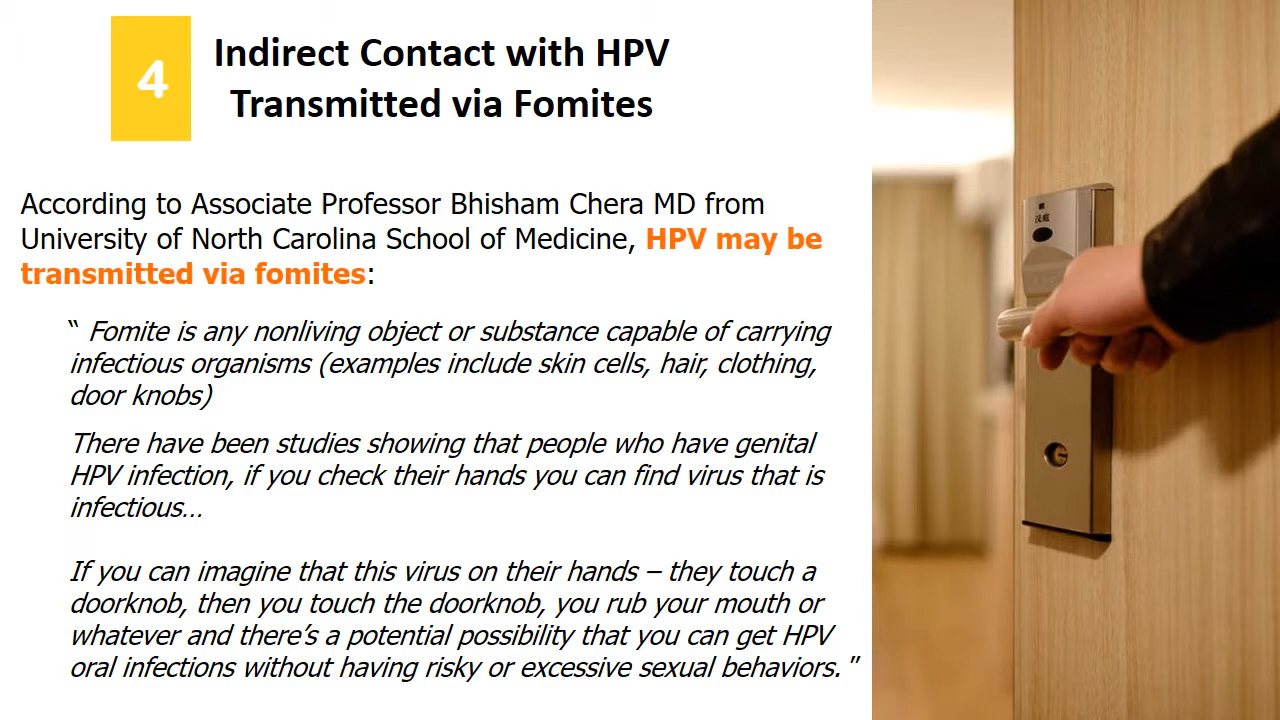 4
Indirect Contact with HPV
Transmitted via Fomites
According to Associate Professor Bhisham Chera MD from
University of North Carolina School of Medicine, HPV may be
transmitted via fomites:
“ Fomite is any nonliving object or substance capable of carrying
infectious organisms (examples include skin cells, hair, clothing,
door knobs)
There have been studies showing that people who have genital
HPV infection, if you check their hands you can find virus that is
infectious…
If you can imagine that this virus on their hands – they touch a
doorknob, then you touch the doorknob, you rub your mouth or
whatever and there’s a potential possibility that you can get HPV
oral infections without having risky or excessive sexual behaviors. ”